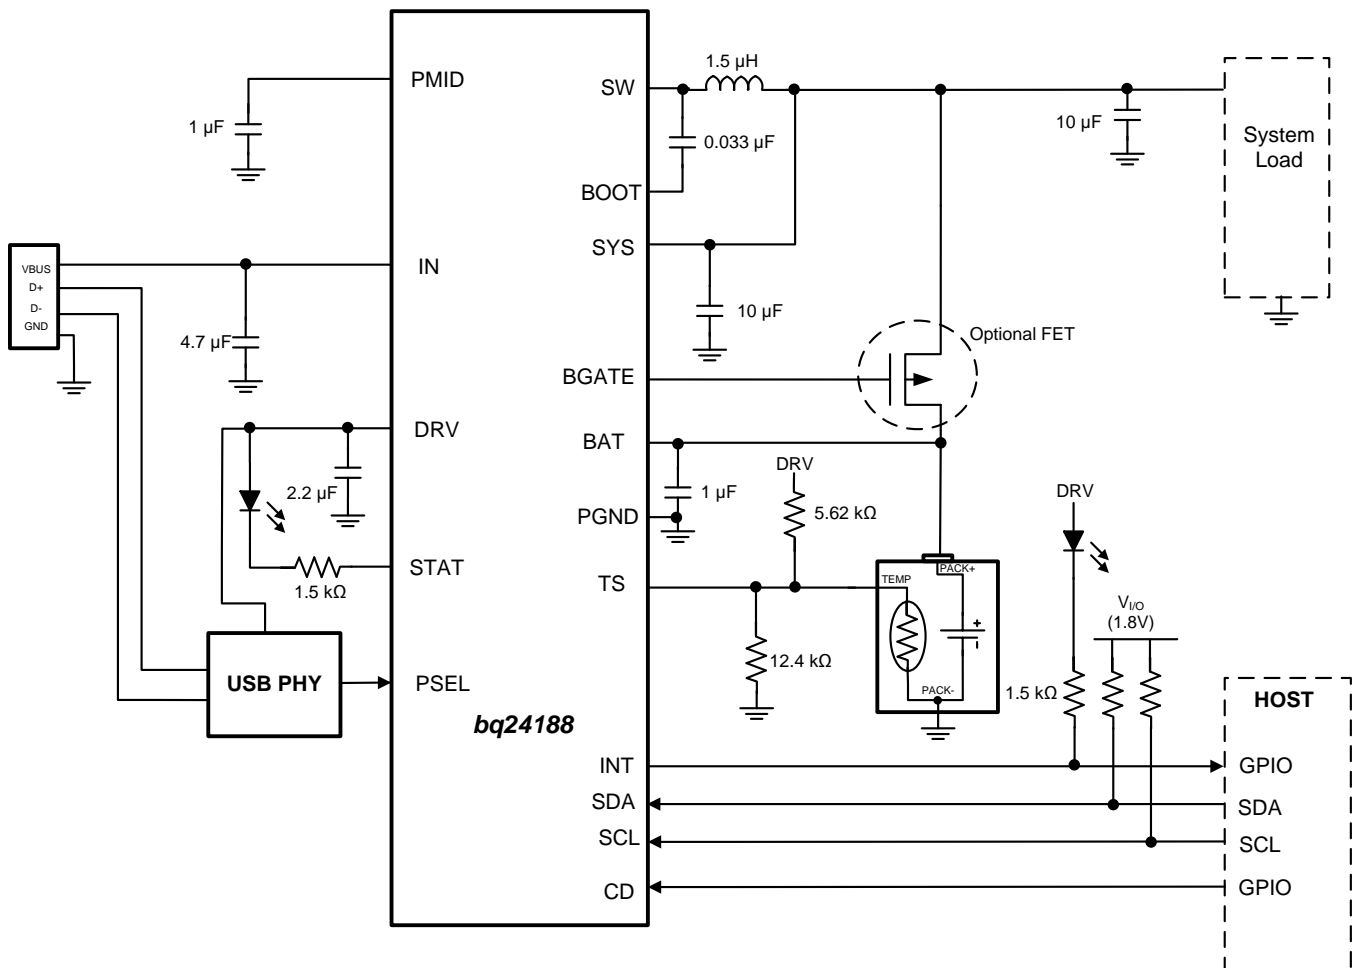 1.5 µH
PMID
SW
1 µF
0.033 µF
10 µF
System
Load
BOOT
SYS
VBUS
D+
D-
GND
IN
4.7 µF
10 µF
Optional FET
BGATE
DRV
BAT
DRV
2.2 µF
1 µF
5.62 kΩ
DRV
PGND
STAT
TS
1.5 kΩ
TEMP
PACK+
+
-
VI/O
(1.8V)
12.4 kΩ
USB PHY
PSEL
PACK-
1.5 kΩ
HOST
bq24188
INT
GPIO
SDA
SDA
SCL
SCL
CD
GPIO